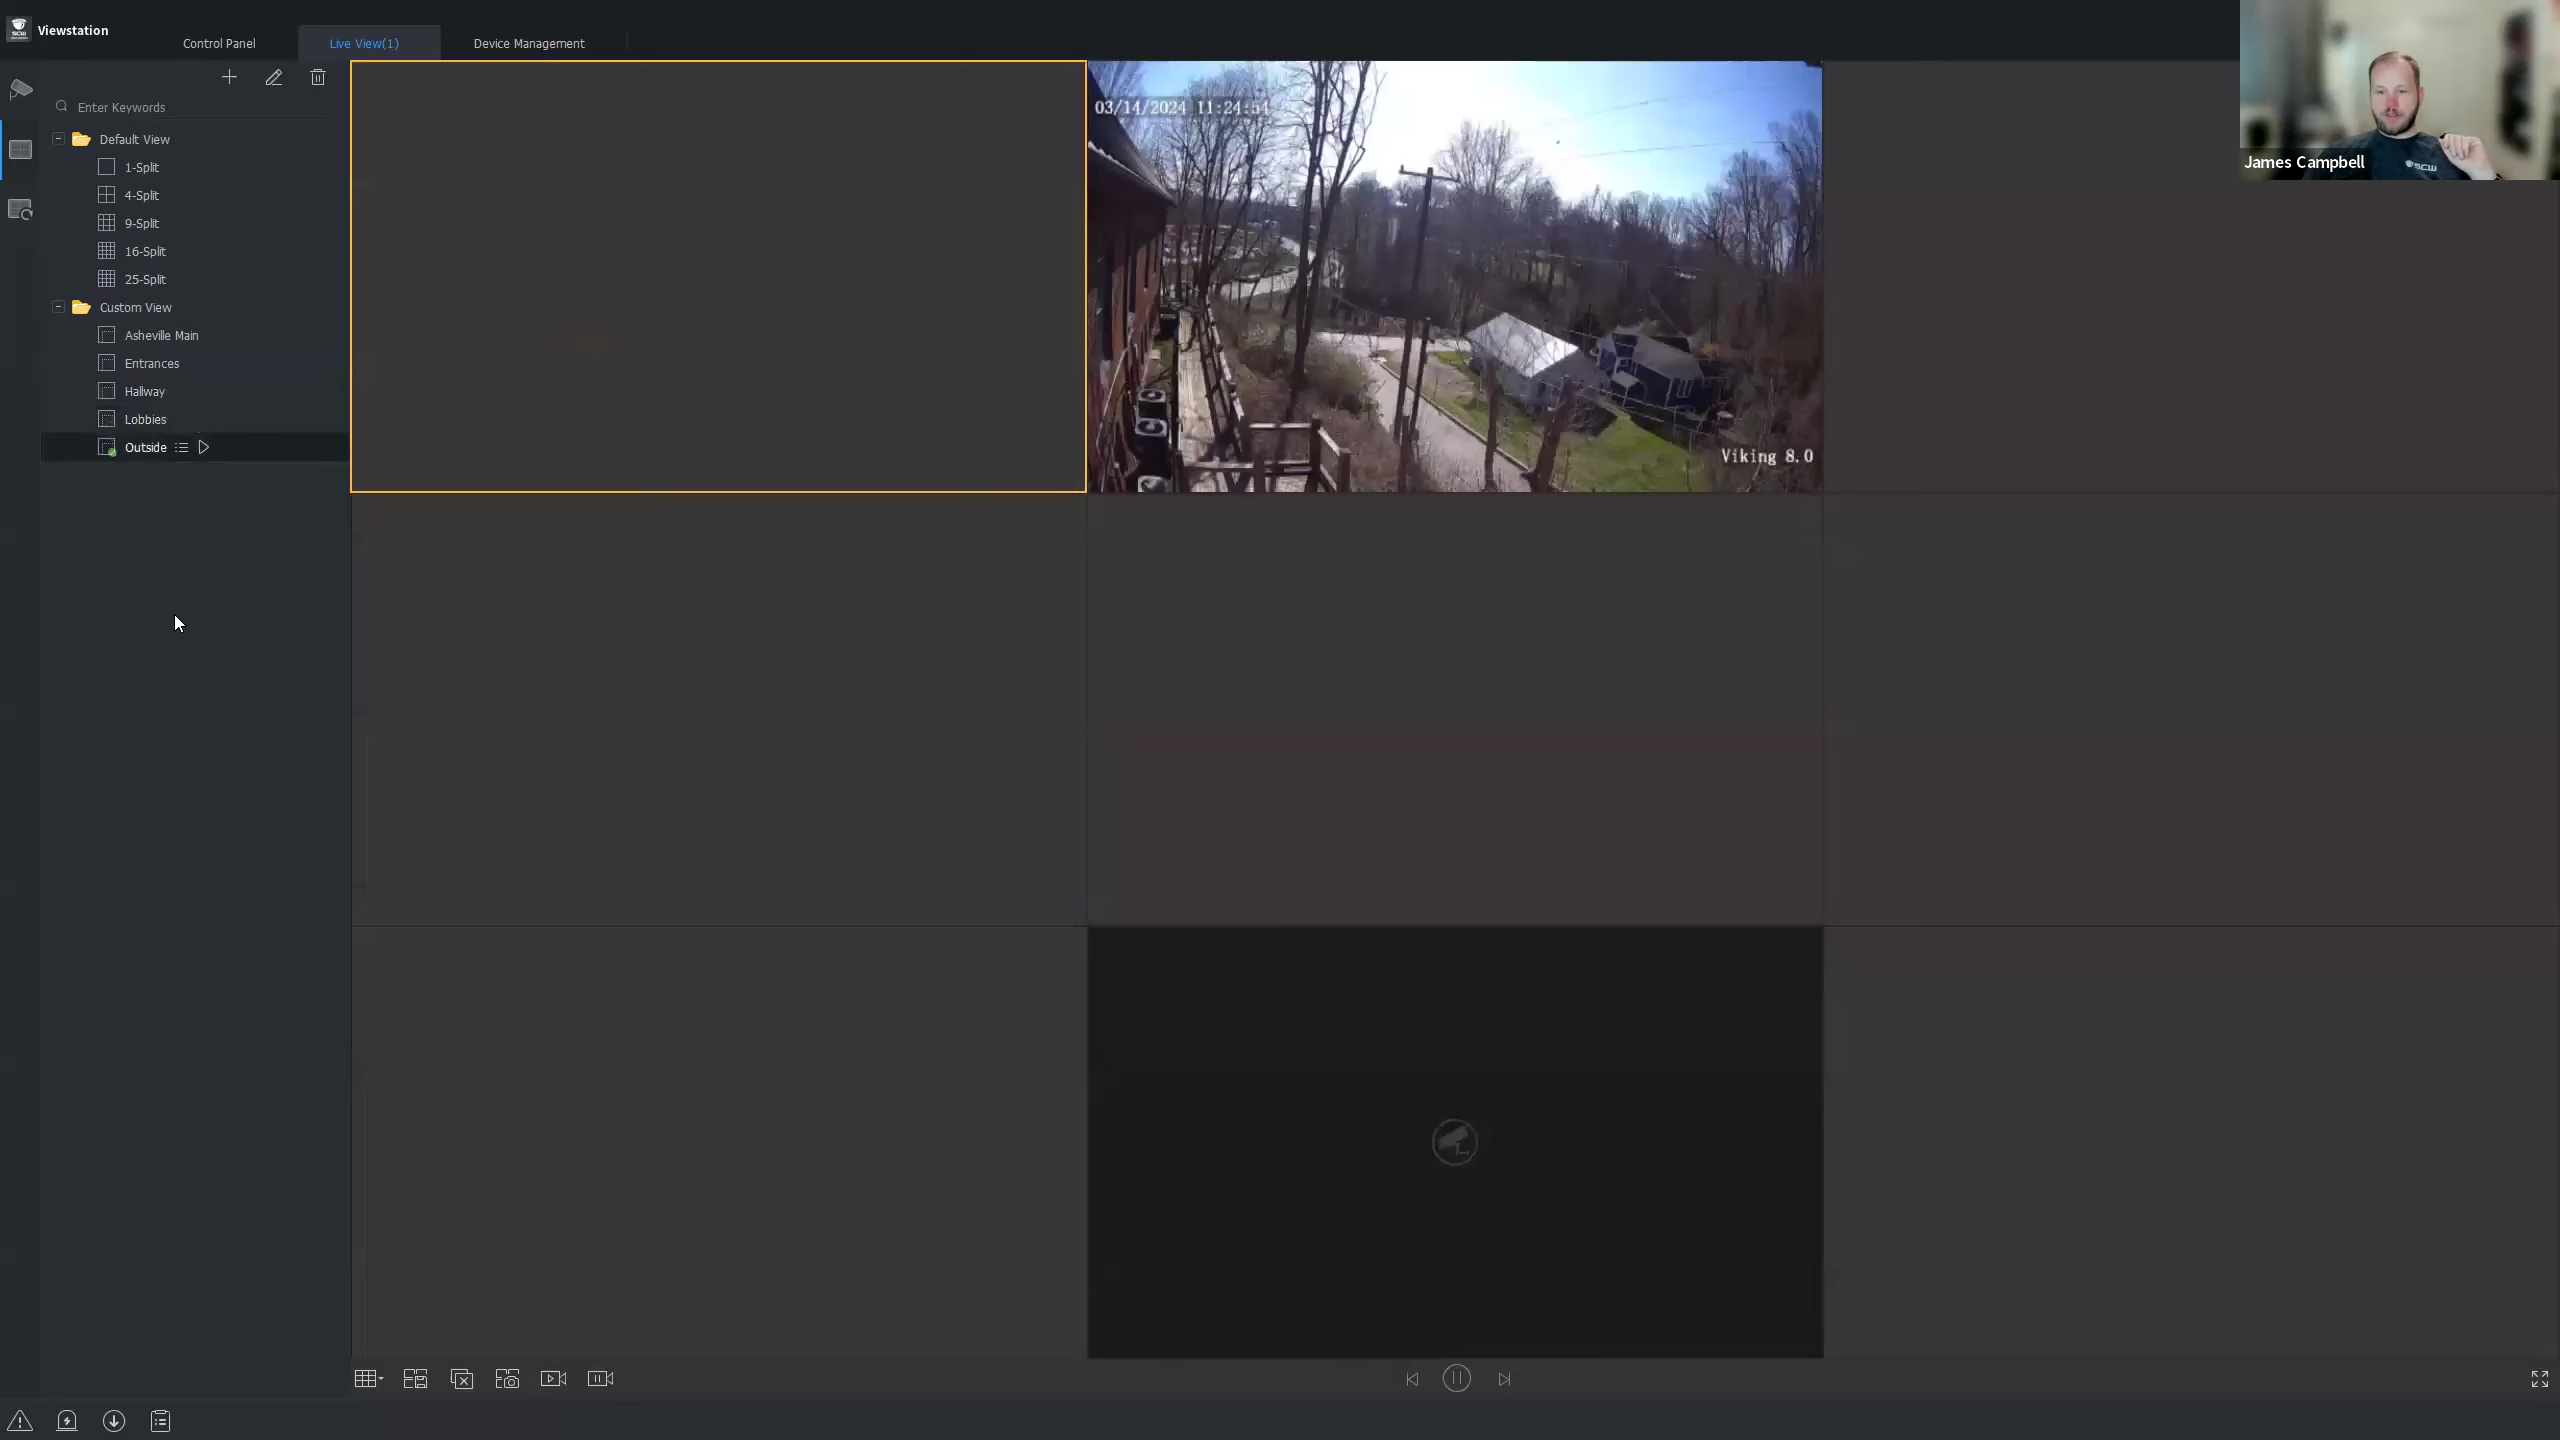 SCW
Viewstation
Control Panel
Live View(1)
Device Management
Enter Keywords
Default View
1-Split
4-Split
9-Split
16-Split
25-Split
Custom View
Asheville Main
Entrances
Hallway
Lobbies
Outside
03/14/2024 11:24:54
Viking 8.0
SCW
James Campbell